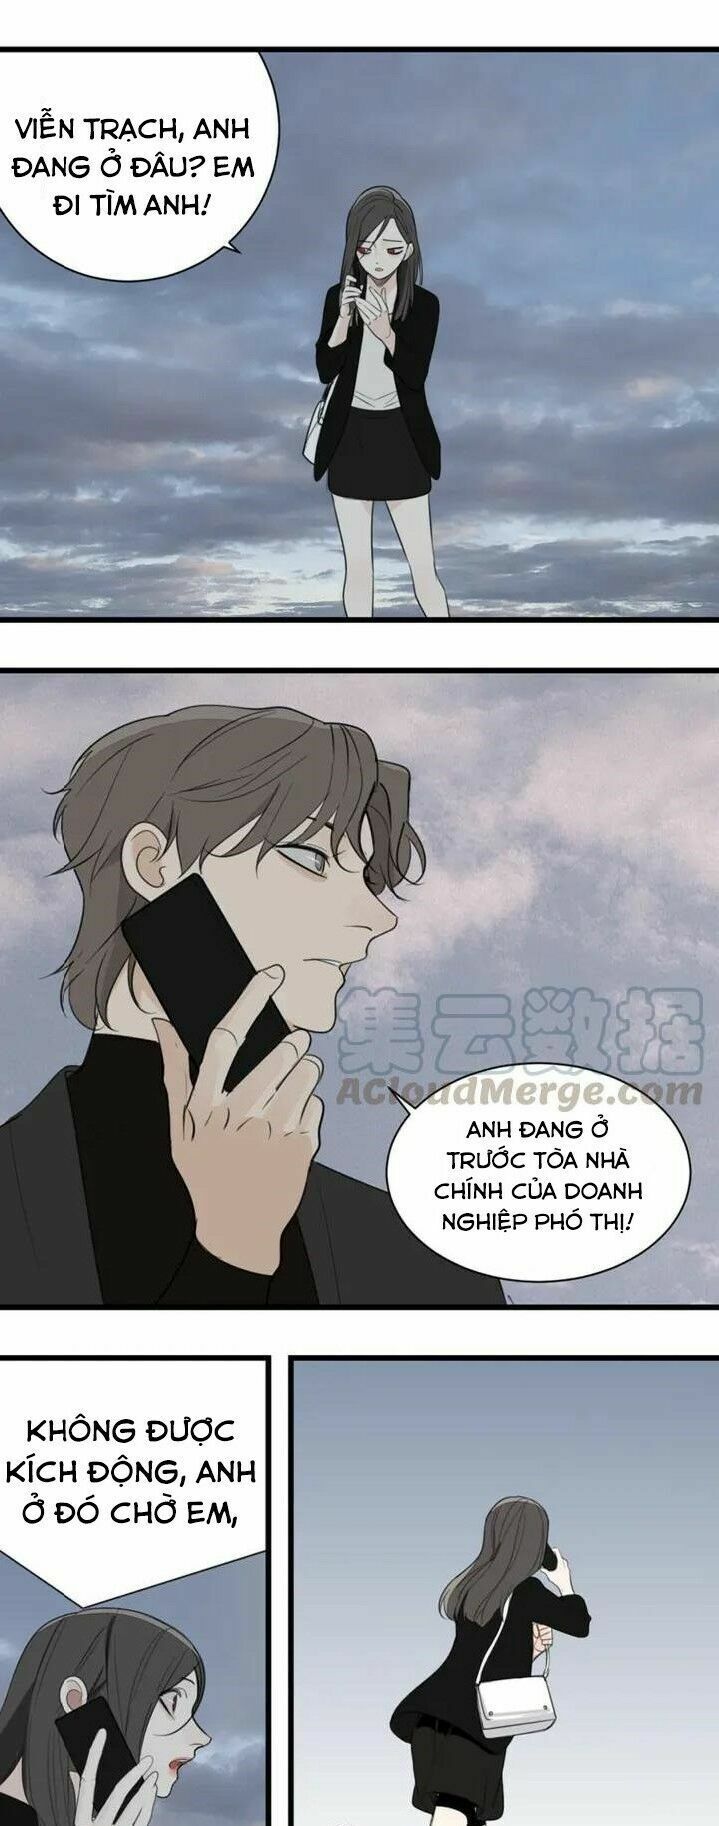 VIỄN TRẠCH, ANH
ĐANG Ở ĐÂU? EM
ĐI TÌM ANH!
集云数据
ACloudMerge.com
ANH ĐANG Ở
TRƯỚC TÒA NHÀ
CHÍNH CỦA DOANH
NGHIỆP PHÓ THỊ!
KHÔNG ĐƯỢC
KÍCH ĐỘNG, ANH
Ở ĐÓ CHỜ EM,